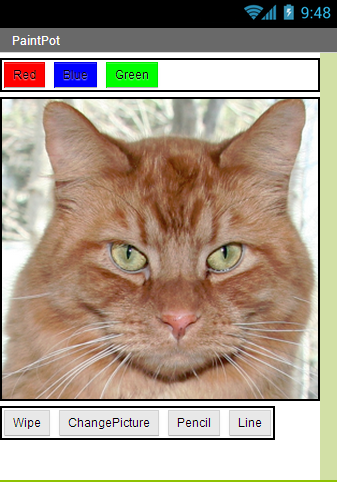 9:48
PaintPot
Red Blue Green
Wipe ChangePicture Pencil Line